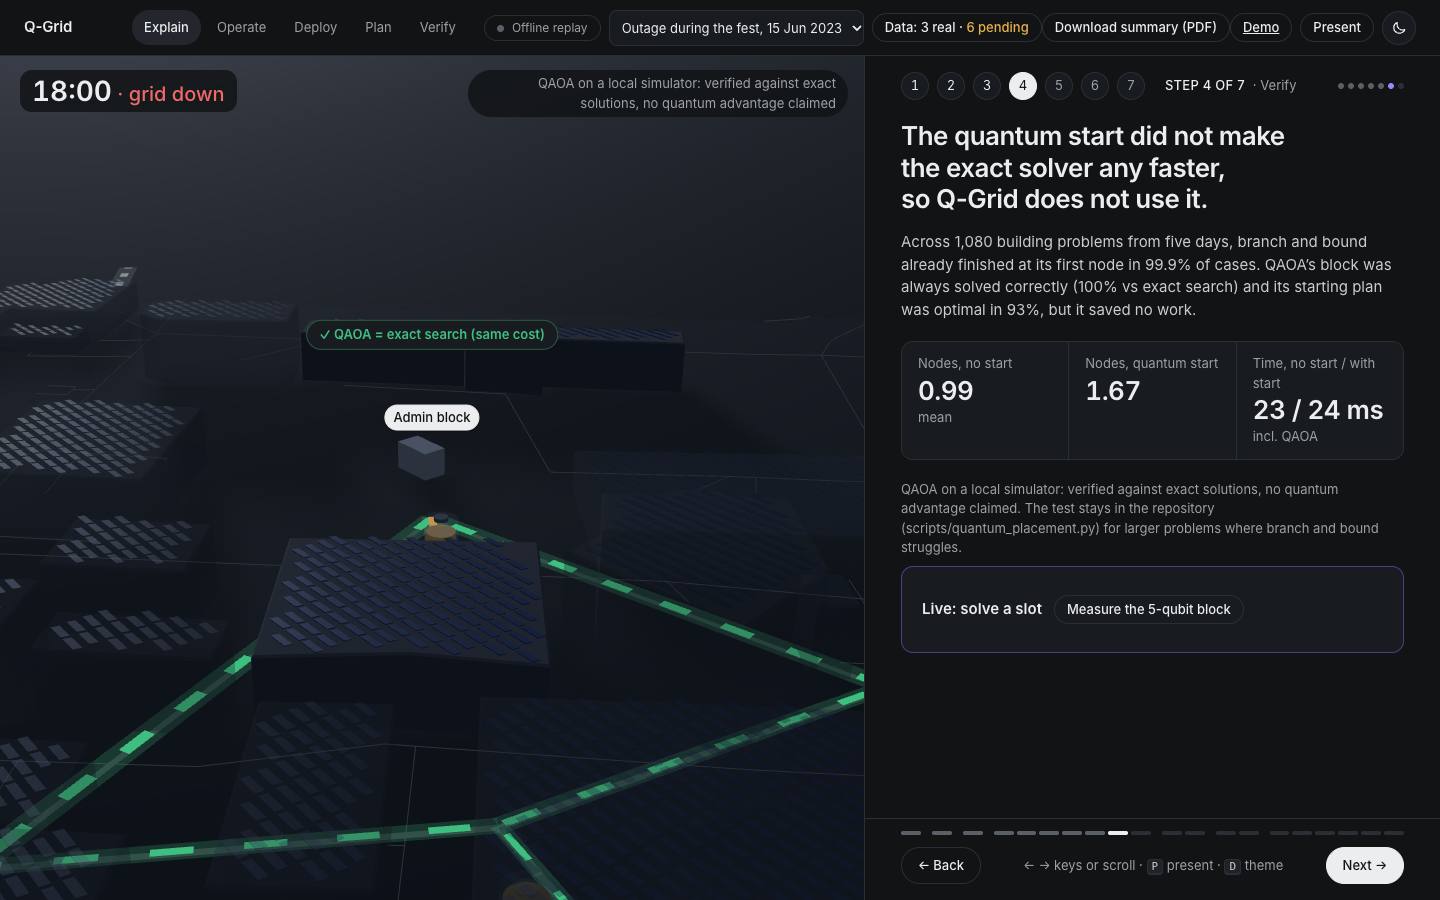 Q-Grid
Explain
Operate
Deploy
Plan
Verify
Offline replay
Outage during the fest, 15 Jun 2023
Data: 3 real · 6 pending
Download summary (PDF)
Demo
Present
18:00 · grid down
QAOA on a local simulator: verified against exact
solutions, no quantum advantage claimed
✓ QAOA = exact search (same cost)
Admin block
1 2 3 4 5 6 7 STEP 4 OF 7 · Verify
The quantum start did not make
the exact solver any faster,
so Q-Grid does not use it.
Across 1,080 building problems from five days, branch and bound
already finished at its first node in 99.9% of cases. QAOA’s block was
always solved correctly (100% vs exact search) and its starting plan
was optimal in 93%, but it saved no work.
Nodes, no start
0.99
mean
Nodes, quantum start
1.67
Time, no start / with
start
23 / 24 ms
incl. QAOA
QAOA on a local simulator: verified against exact solutions, no quantum
advantage claimed. The test stays in the repository
(scripts/quantum_placement.py) for larger problems where branch and bound
struggles.
Live: solve a slot
Measure the 5-qubit block
← Back
← → keys or scroll · P present · D theme
Next →